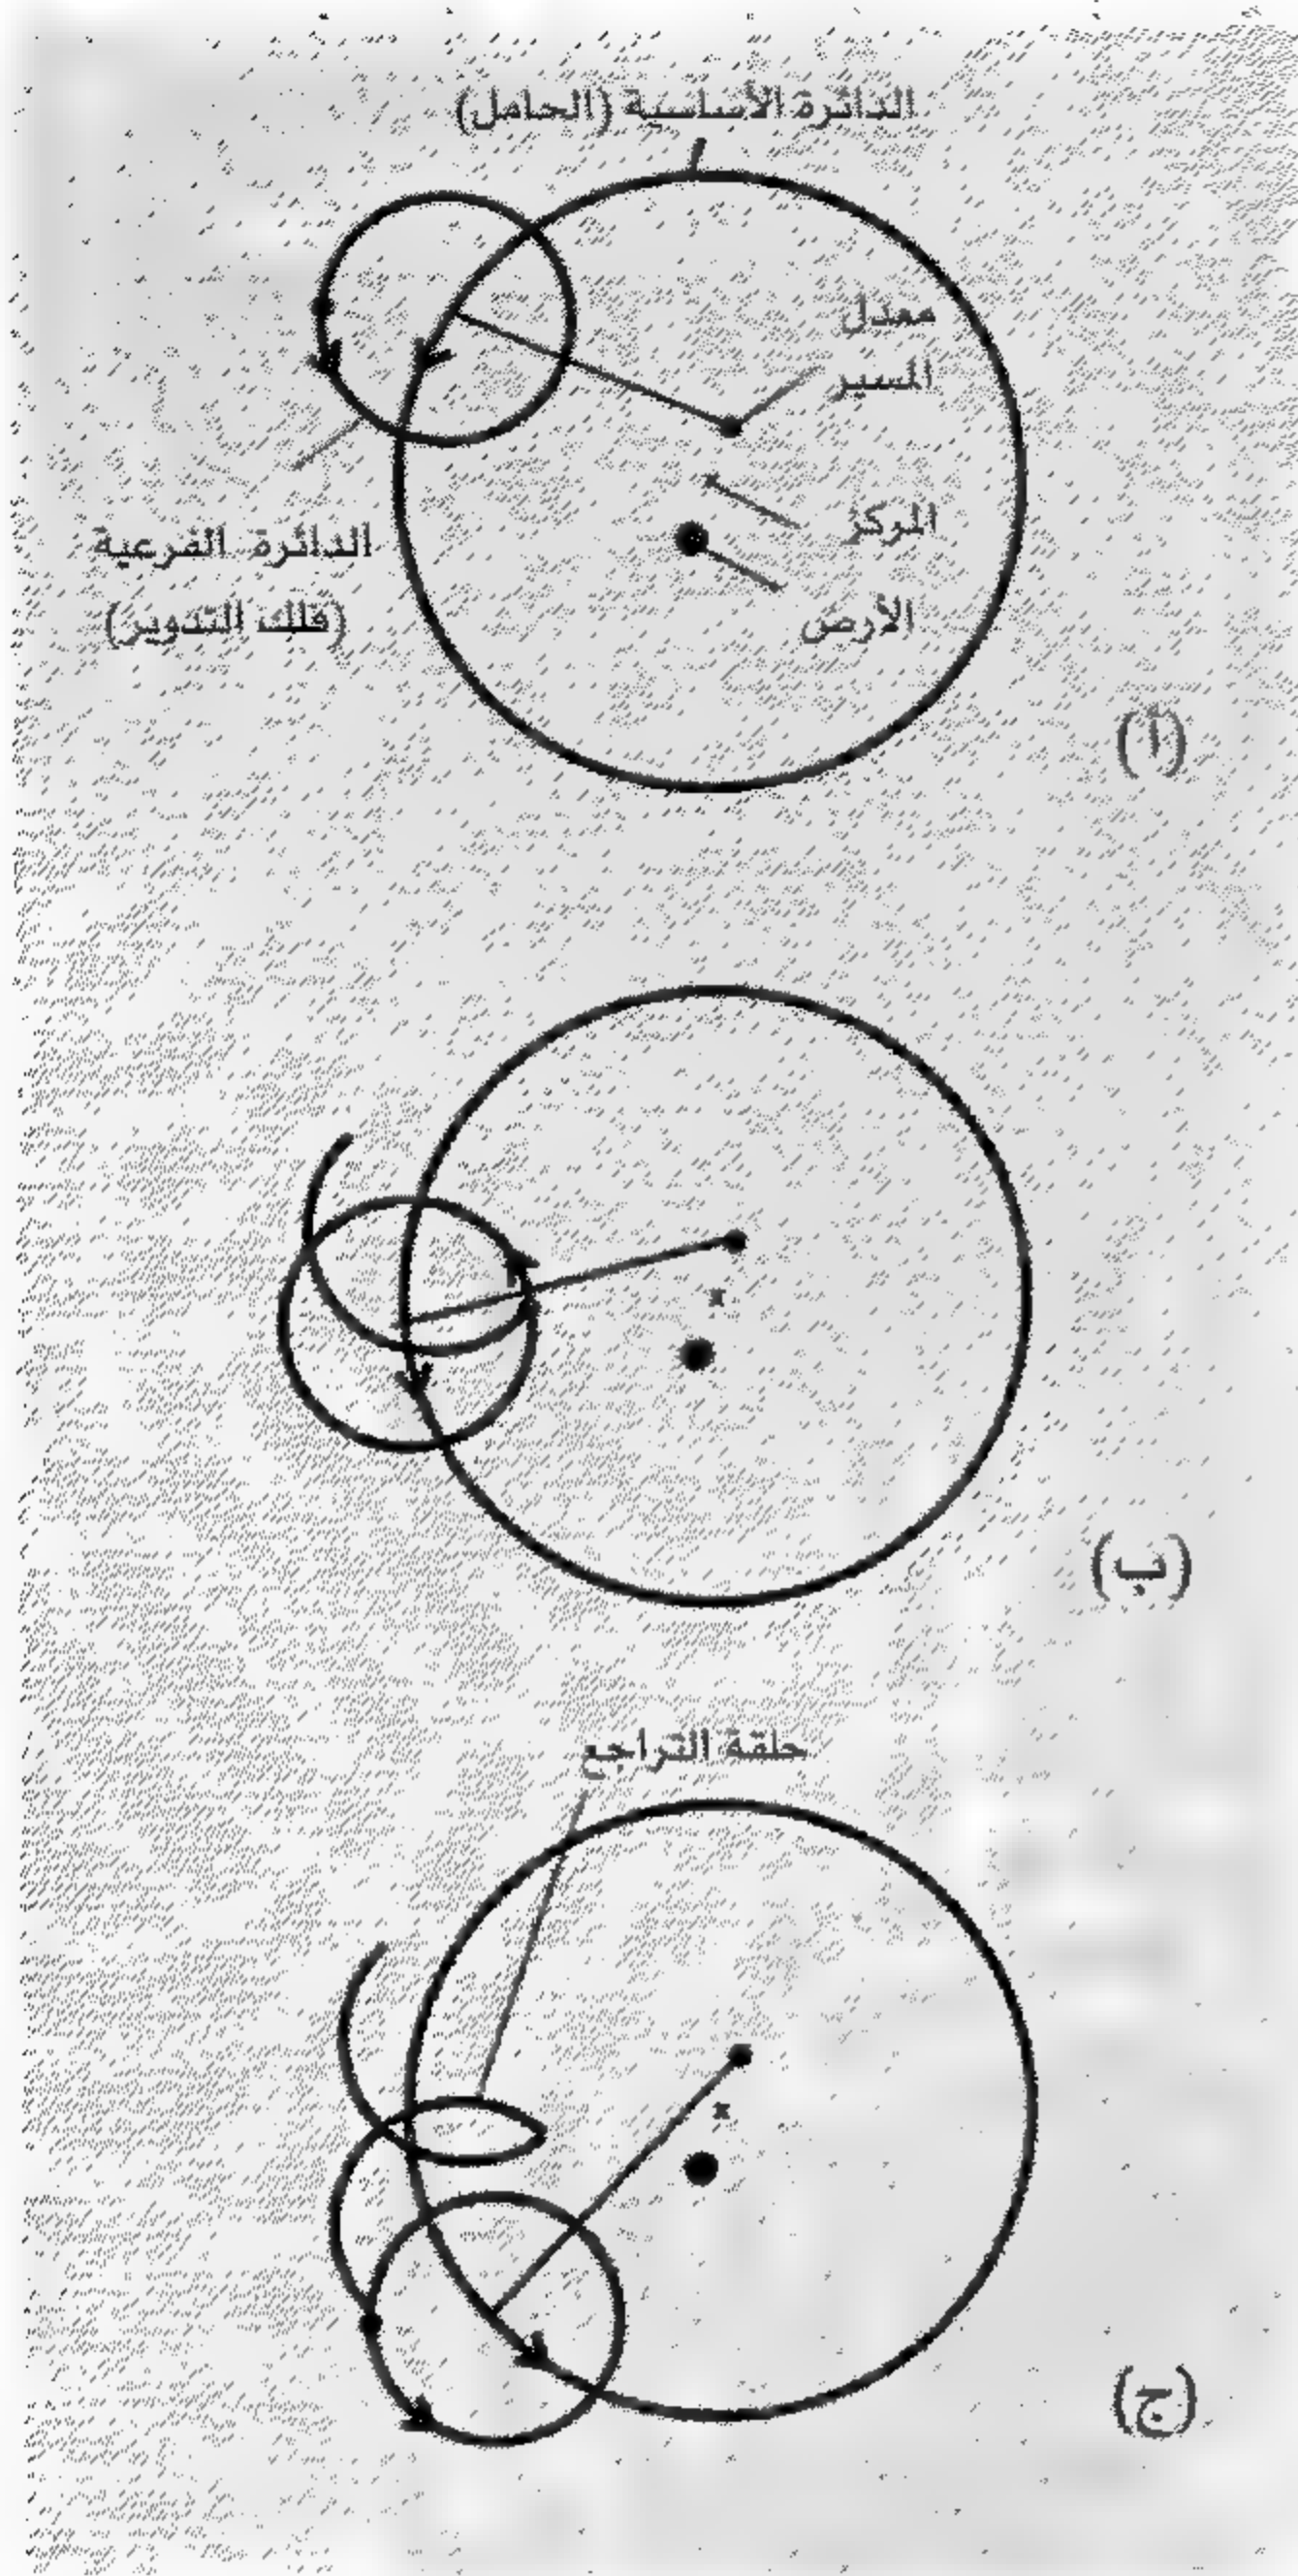 الدائرة الأساسية (الحامل)
معدل
المسير
المركز
الأرض
الدائرة الفرعية
(فلك التدوير)
(أ)
(ب)
حلقة التراجع
(ج)